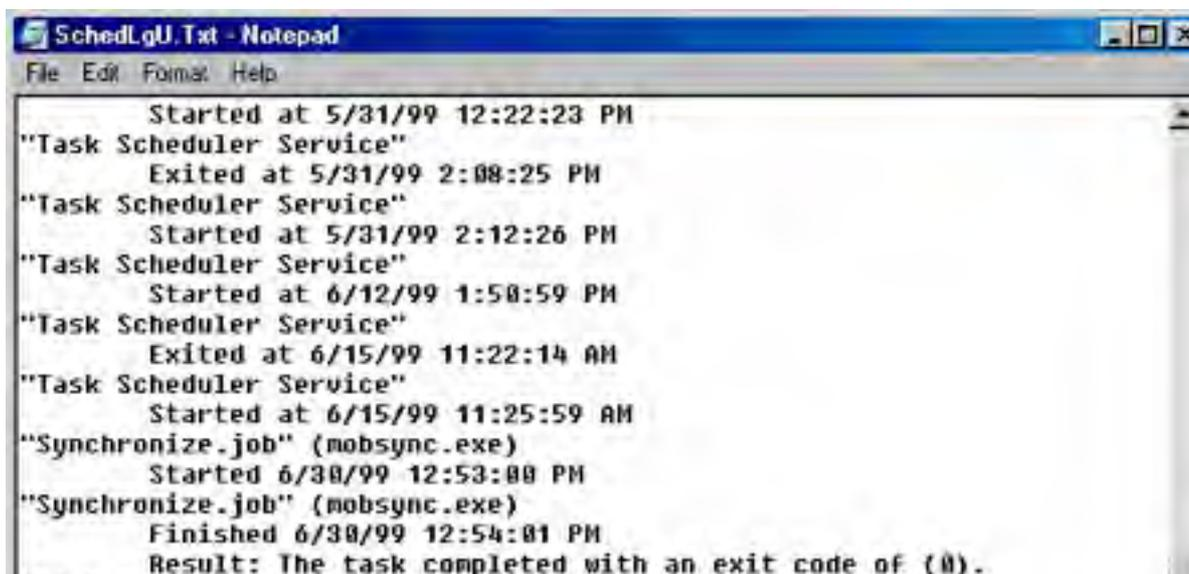 SchedLgU.Txt - Notepad
File Edit Format Help
Started at 5/31/99 12:22:23 PM
"Task Scheduler Service"
Exited at 5/31/99 2:08:25 PM
"Task Scheduler Service"
Started at 5/31/99 2:12:26 PM
"Task Scheduler Service"
Started at 6/12/99 1:50:59 PM
"Task Scheduler Service"
Exited at 6/15/99 11:22:14 AM
"Task Scheduler Service"
Started at 6/15/99 11:25:59 AM
"Synchronize.job" (mobsync.exe)
Started 6/30/99 12:53:00 PM
"Synchronize.job" (mobsync.exe)
Finished 6/30/99 12:54:01 PM
Result: The task completed with an exit code of (0).